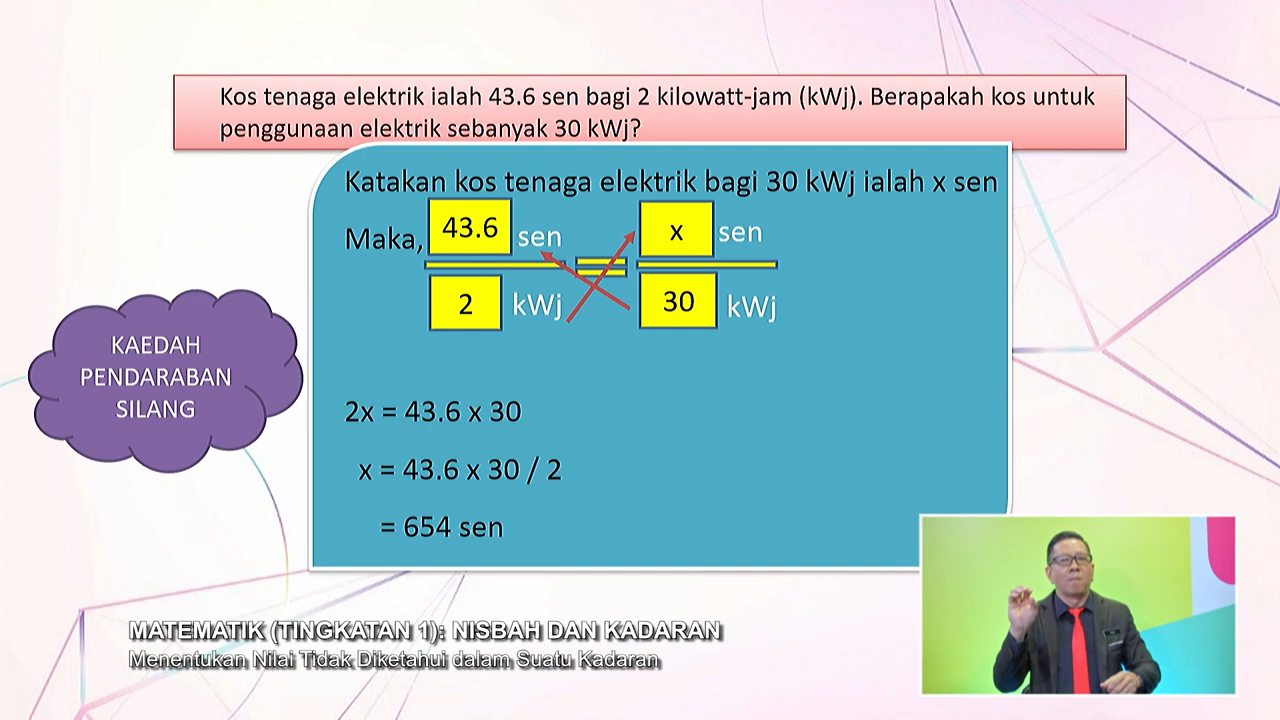 Kos tenaga elektrik ialah 43.6 sen bagi 2 kilowatt-jam (kWj). Berapakah kos untuk
penggunaan elektrik sebanyak 30 kWj?
Katakan kos tenaga elektrik bagi 30 kWj ialah x sen
Maka, 43.6 sen = x sen
2 kWj 30 kWj
KAEDAH
PENDARABAN
SILANG
2x = 43.6 x 30
x = 43.6 x 30 / 2
= 654 sen
MATEMATIK (TINGKATAN 1): NISBAH DAN KADARAN
Menentukan Nilai Tidak Diketahui dalam Suatu Kadaran